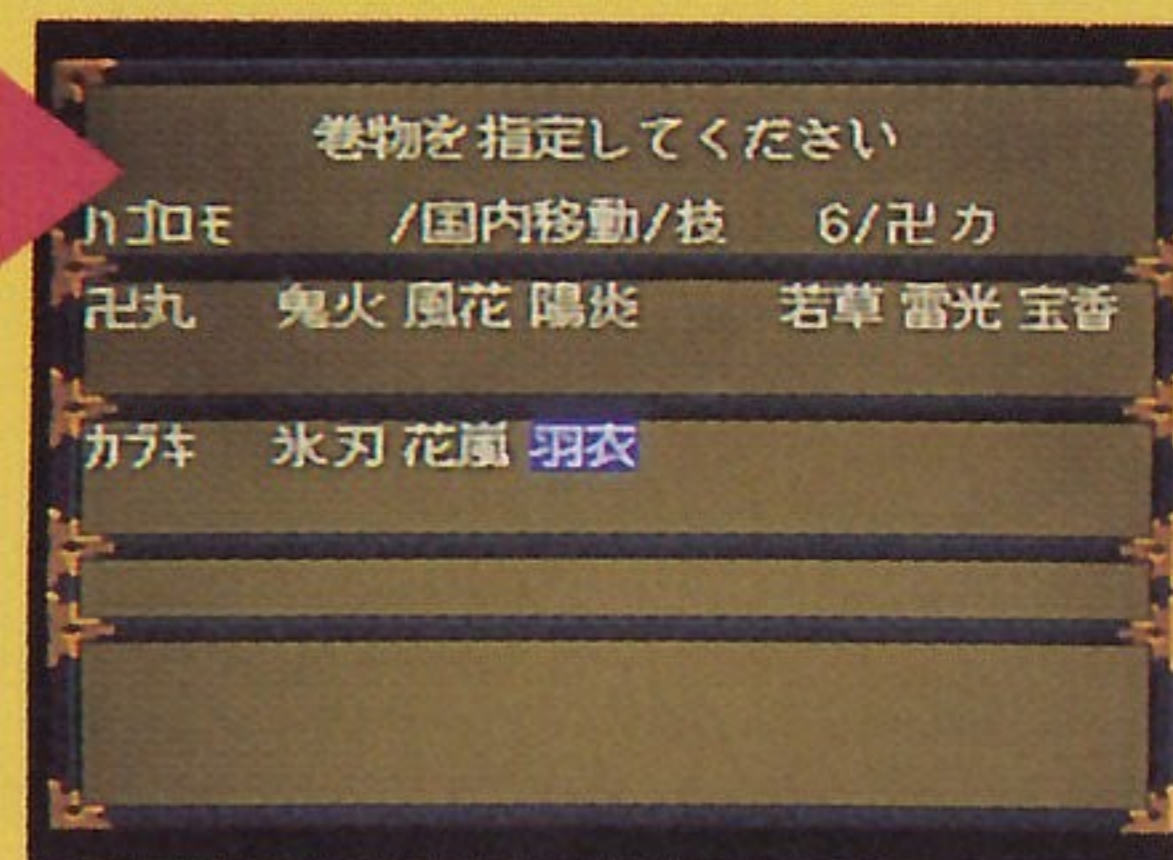 巻物を指定してください
ハゴロモ /国内移動/技 6/卍カ
卍丸 鬼火 風花 陽炎 若草 雷光 宝香
カブキ 氷刃 花嵐 羽衣